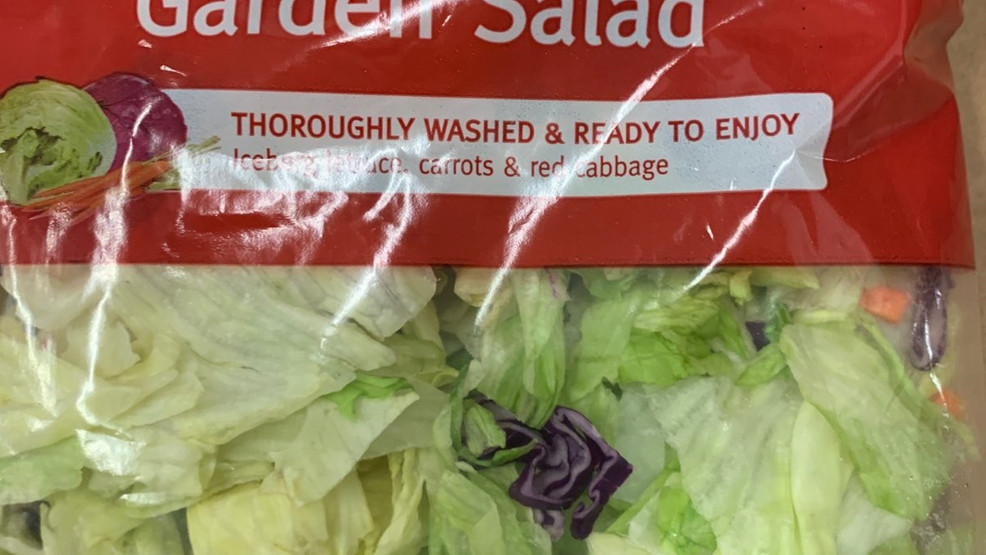 Garden Salad
THOROUGHLY WASHED & READY TO ENJOY
Iceberg lettuce, carrots & red cabbage